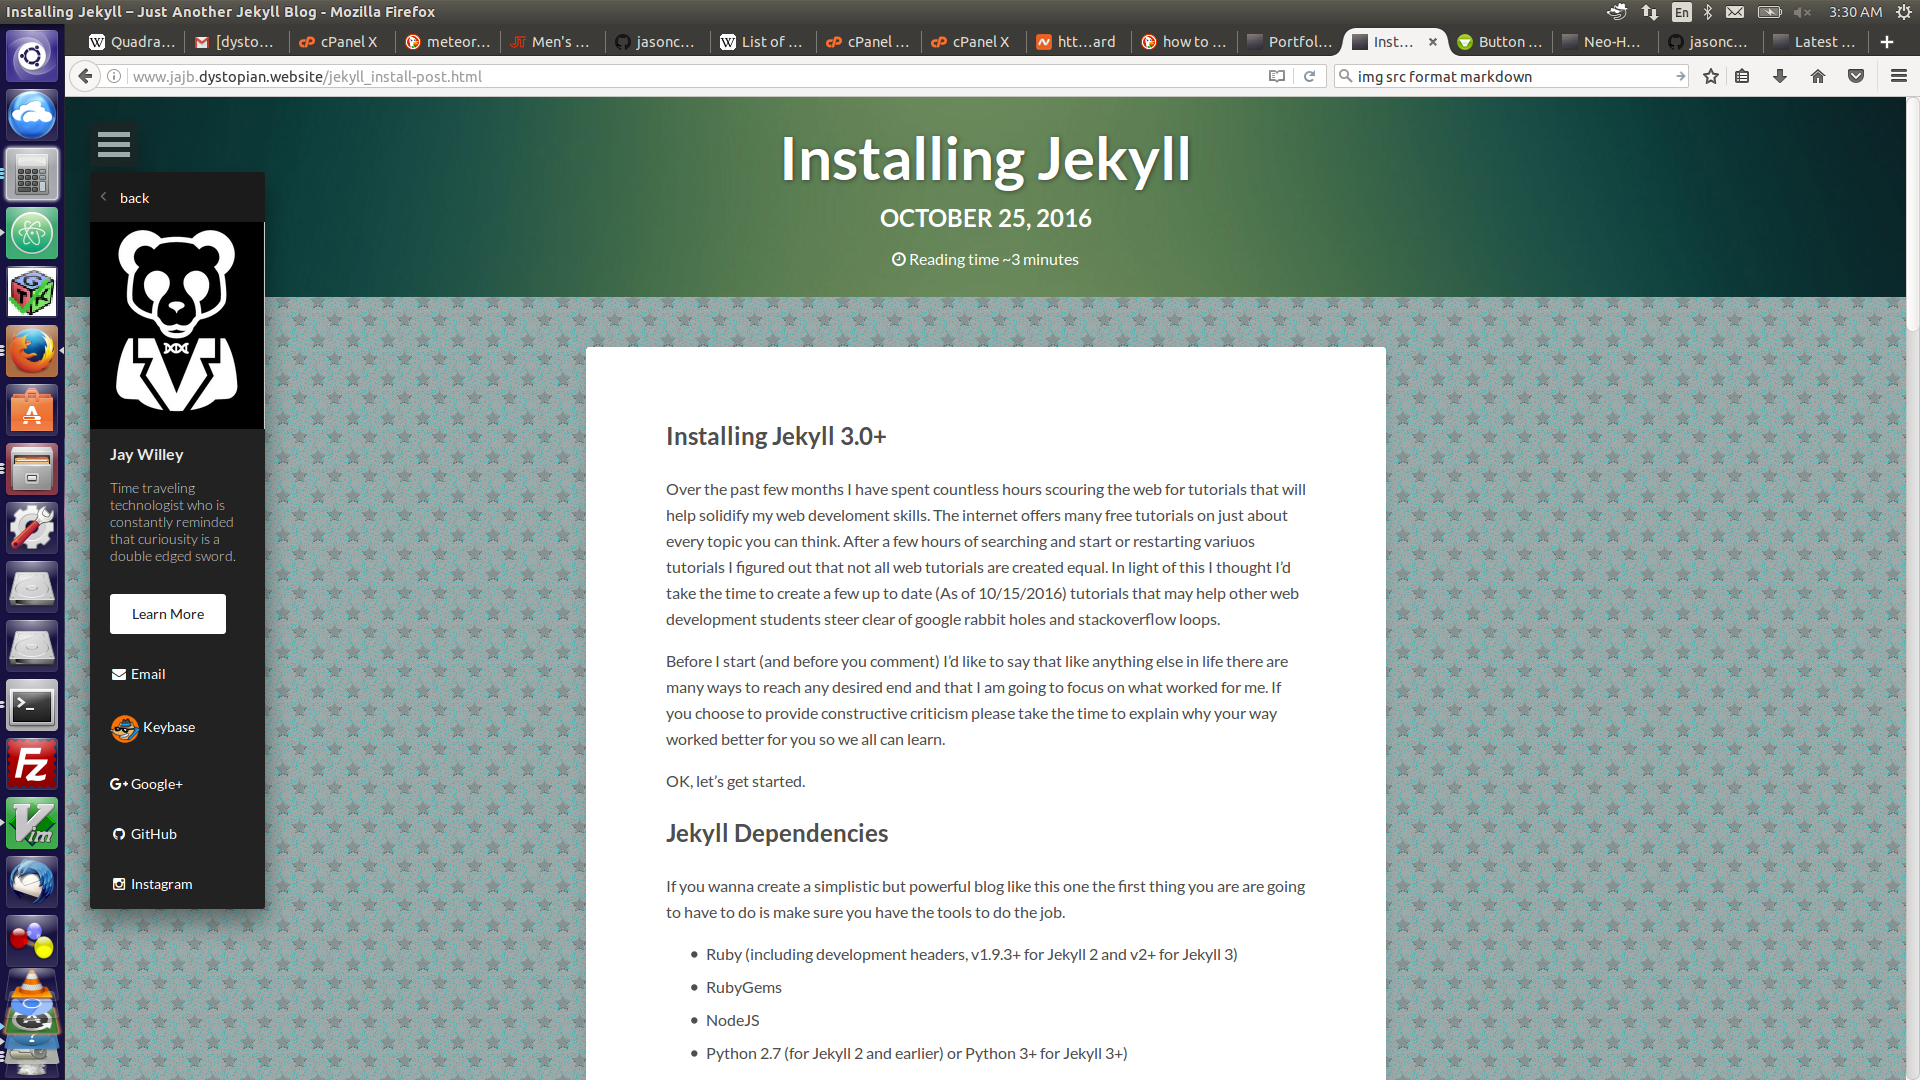 Installing Jekyll – Just Another Jekyll Blog - Mozilla Firefox
En
3:30 AM
Quadra...
[dysto...
cPanel X
meteor...
Men's ...
jasonc...
List of ...
cPanel ...
cPanel X
htt...ard
how to ...
Portfol...
Inst...
Button ...
Neo-H...
jasonc...
Latest ...
www.jajb.dystopian.website/jekyll_install-post.html
img src format markdown
Installing Jekyll
OCTOBER 25, 2016
Reading time ~3 minutes
back
Jay Willey
Time traveling
technologist who is
constantly reminded
that curiousity is a
double edged sword.
Learn More
Email
Keybase
Google+
GitHub
Instagram
Installing Jekyll 3.0+
Over the past few months I have spent countless hours scouring the web for tutorials that will
help solidify my web develoment skills. The internet offers many free tutorials on just about
every topic you can think. After a few hours of searching and start or restarting variuos
tutorials I figured out that not all web tutorials are created equal. In light of this I thought I’d
take the time to create a few up to date (As of 10/15/2016) tutorials that may help other web
development students steer clear of google rabbit holes and stackoverflow loops.
Before I start (and before you comment) I’d like to say that like anything else in life there are
many ways to reach any desired end and that I am going to focus on what worked for me. If
you choose to provide constructive criticism please take the time to explain why your way
worked better for you so we all can learn.
OK, let’s get started.
Jekyll Dependencies
If you wanna create a simplistic but powerful blog like this one the first thing you are are going
to have to do is make sure you have the tools to do the job.
Ruby (including development headers, v1.9.3+ for Jekyll 2 and v2+ for Jekyll 3)
RubyGems
NodeJS
Python 2.7 (for Jekyll 2 and earlier) or Python 3+ for Jekyll 3+)